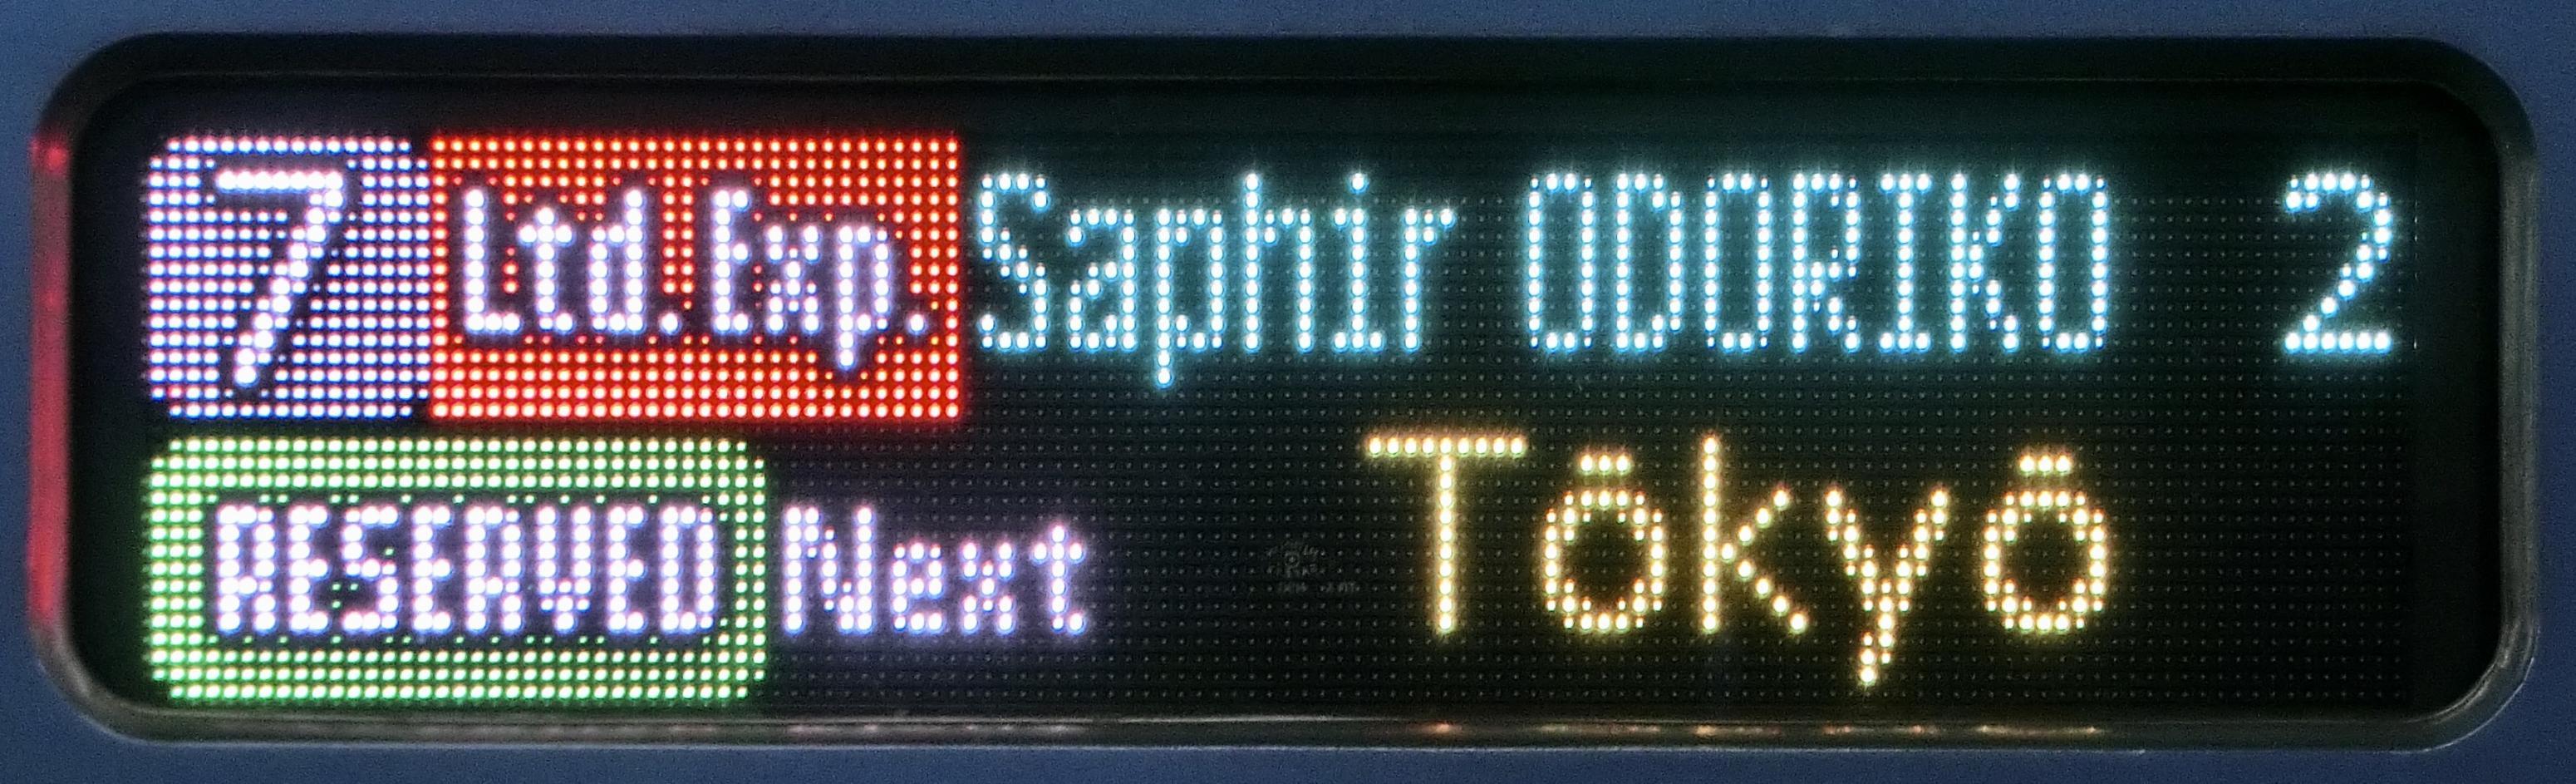 7 Ltd.Exp. Saphir ODORIKO 2
RESERVED Next Tōkyō